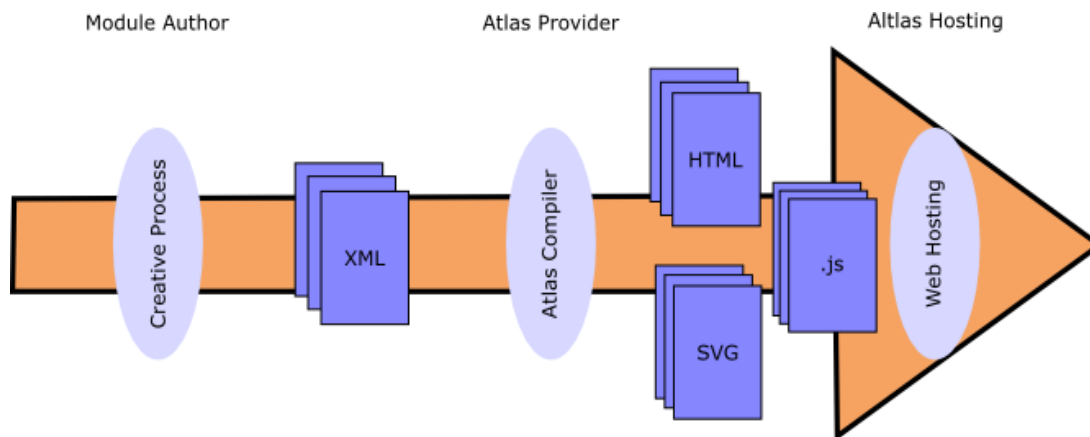 Module Author
Atlas Provider
Altlas Hosting
Creative Process
XML
Atlas Compiler
HTML
SVG
.js
Web Hosting